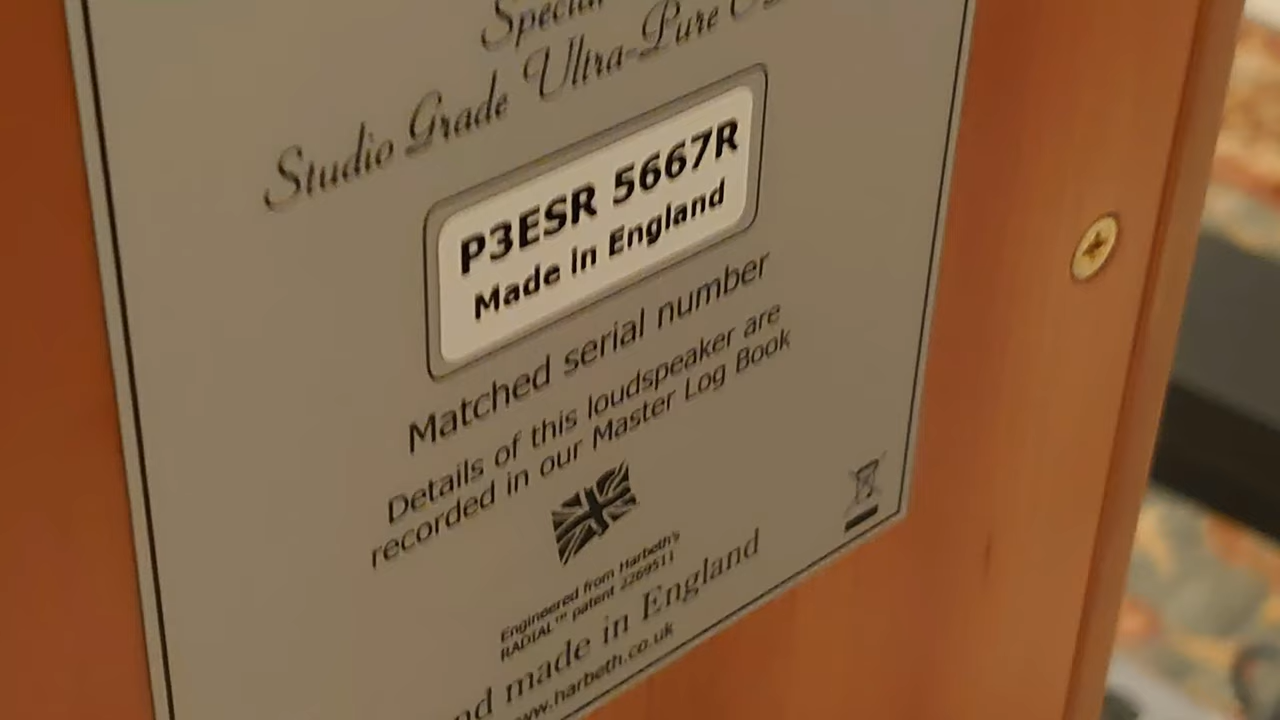 Special
Studio Grade Ultra-Pure
P3ESR 5667R
Made in England
Matched serial number
Details of this loudspeaker are
recorded in our Master Log Book
Engineered from Harbeth's
RADIAL™ patent 2269511
made in England
www.harbeth.co.uk